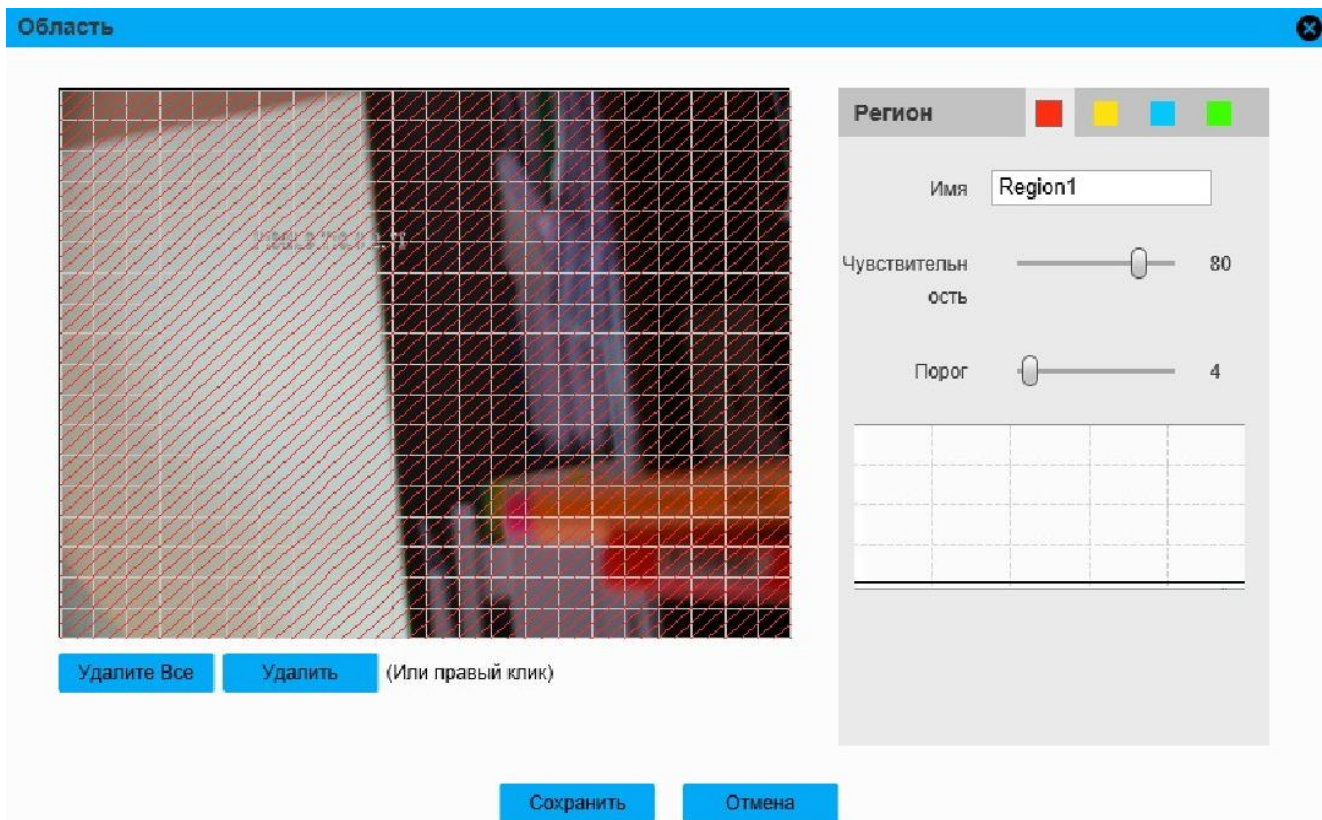 Область
Регион
Имя
Region1
Чувствительн
ость
80
Порог
4
Удалите Все
Удалить
(Или правый клик)
Сохранить
Отмена